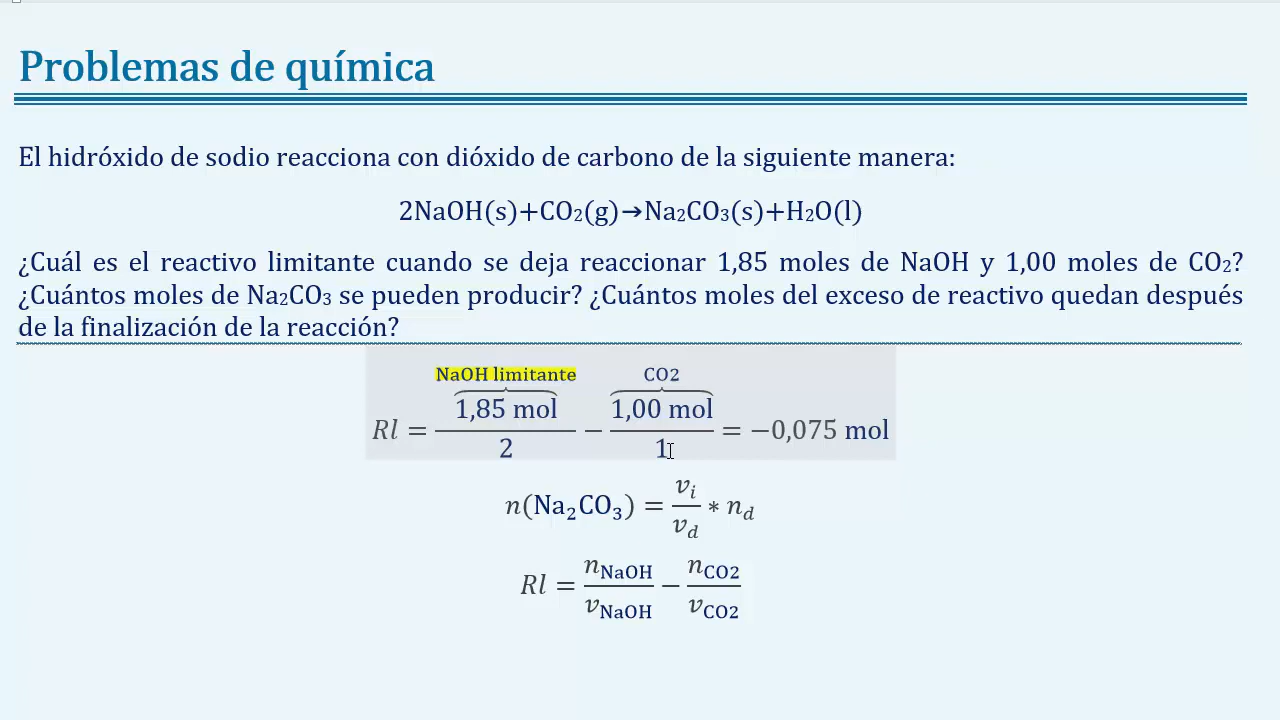 Problemas de química
El hidróxido de sodio reacciona con dióxido de carbono de la siguiente manera:
2NaOH(s)+CO₂(g)➔Na₂CO₃(s)+H₂O(l)
¿Cuál es el reactivo limitante cuando se deja reaccionar 1,85 moles de NaOH y 1,00 moles de CO₂?
¿Cuántos moles de Na₂CO₃ se pueden producir? ¿Cuántos moles del exceso de reactivo quedan después
de la finalización de la reacción?
NaOH limitante CO2
1,85 mol 1,00 mol
Rl = − = −0,075 mol
2 1
n(Na₂CO₃) = vᵢ/v_d * n_d
Rl = n_NaOH/v_NaOH − n_CO2/v_CO2